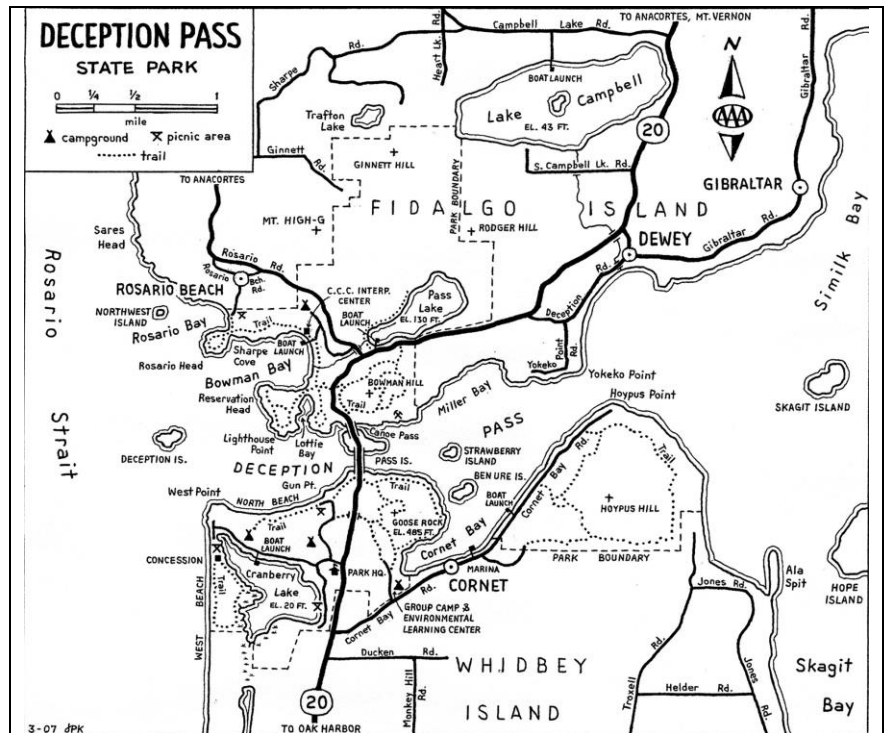 DECEPTION PASS
STATE PARK
0 1/4 1/2 1
mile
campground
picnic area
trail
TO ANACORTES, MT. VERNON
Campbell Lake Rd.
Sharpe Rd.
Heart Lk. Rd.
BOAT LAUNCH
Lake Campbell
EL. 43 FT.
20
N
AAA
Gibraltar Rd.
Trafton
Lake
Ginnett Rd.
GINNETT HILL
S. Campbell Lk. Rd.
TO ANACORTES
PARK BOUNDARY
GIBRALTAR
FIDALGO ISLAND
MT. HIGH-G
RODGER HILL
DEWEY
Gibraltar Rd.
Similk Bay
Sares
Head
Rosario Rd.
Rosario Bch. Rd.
ROSARIO BEACH
C.C.C. INTERP.
CENTER
BOAT
LAUNCH
Pass
Lake
EL. 130 FT.
Deception Rd.
NORTHWEST
ISLAND
Rosario Bay
Trail
Rosario Head
Sharpe
Cove
BOAT
LAUNCH
Bowman Bay
BOWMAN HILL
Trail
Yokeko
Point
Rd.
Yokeko Point
Rosario Strait
Reservation
Head
Miller Bay
Hoypus Point
SKAGIT ISLAND
Lighthouse
Point
Lottie
Bay
Canoe Pass
PASS IS.
DECEPTION PASS
STRAWBERRY
ISLAND
DECEPTION IS.
Gun Pt.
BEN URE IS.
Cornet Bay Rd.
Trail
West Point
NORTH BEACH
Trail
Trail
GOOSE ROCK
EL. 485 FT.
BOAT
LAUNCH
HOYPUS HILL
BOAT
LAUNCH
Cornet Bay
CONCESSION
Cranberry
Lake
EL. 20 FT.
Trail
WEST BEACH
PARK HQ.
MARINA
CORNET
PARK BOUNDARY
Ala
Spit
HOPE
ISLAND
GROUP CAMP &
ENVIRONMENTAL
LEARNING CENTER
Cornet Bay Rd.
Jones Rd.
Ducken Rd.
Monkey Hill
Rd.
WHIDBEY
ISLAND
Troxell Rd.
Helder Rd.
Jones Rd.
Skagit
Bay
20
TO OAK HARBOR
3-07 JPK